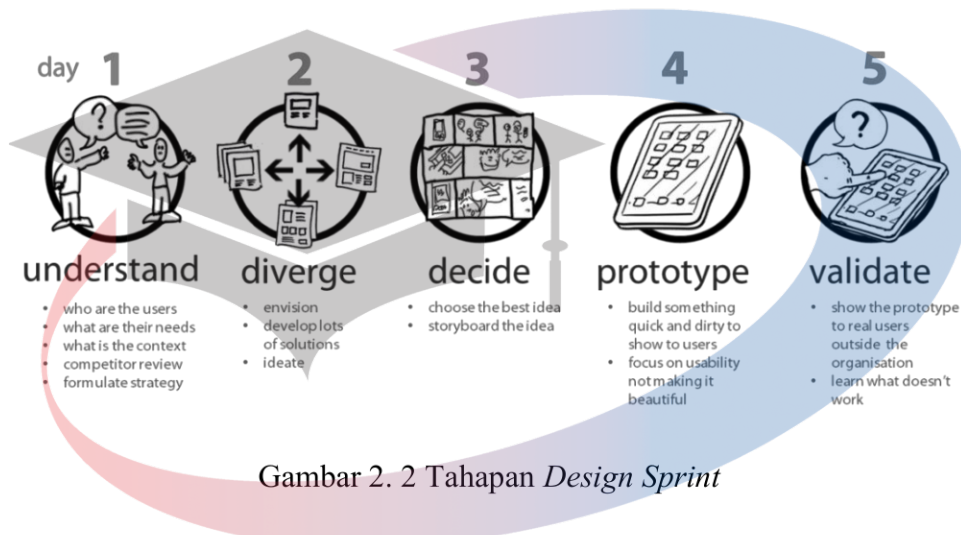 day 1 2 3 4 5
understand
• who are the users
• what are their needs
• what is the context
• competitor review
• formulate strategy
diverge
• envision
• develop lots
of solutions
• ideate
decide
• choose the best idea
• storyboard the idea
prototype
• build something
quick and dirty to
show to users
• focus on usability
not making it
beautiful
validate
• show the prototype
to real users
outside the
organisation
• learn what doesn't
work
Gambar 2. 2 Tahapan Design Sprint